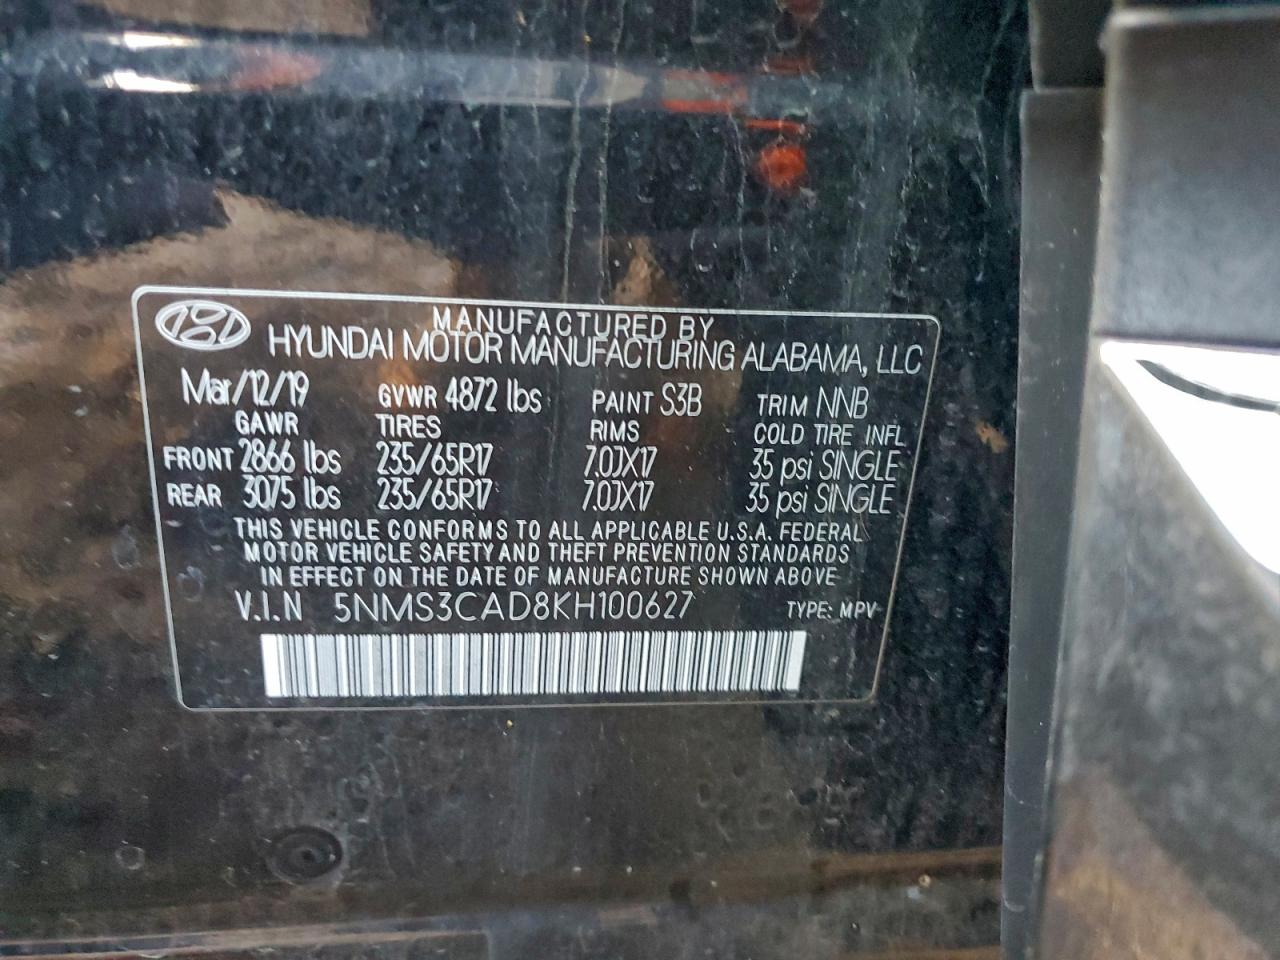 MANUFACTURED BY
HYUNDAI MOTOR MANUFACTURING ALABAMA, LLC
Mar/12/19 GVWR 4872 lbs PAINT S3B TRIM NNB
GAWR TIRES RIMS COLD TIRE INFL
FRONT 2866 lbs 235/65R17 7.0JX17 35 psi SINGLE
REAR 3075 lbs 235/65R17 7.0JX17 35 psi SINGLE
THIS VEHICLE CONFORMS TO ALL APPLICABLE U.S.A. FEDERAL
MOTOR VEHICLE SAFETY AND THEFT PREVENTION STANDARDS
IN EFFECT ON THE DATE OF MANUFACTURE SHOWN ABOVE
V.I.N 5NMS3CAD8KH100627 TYPE: MPV